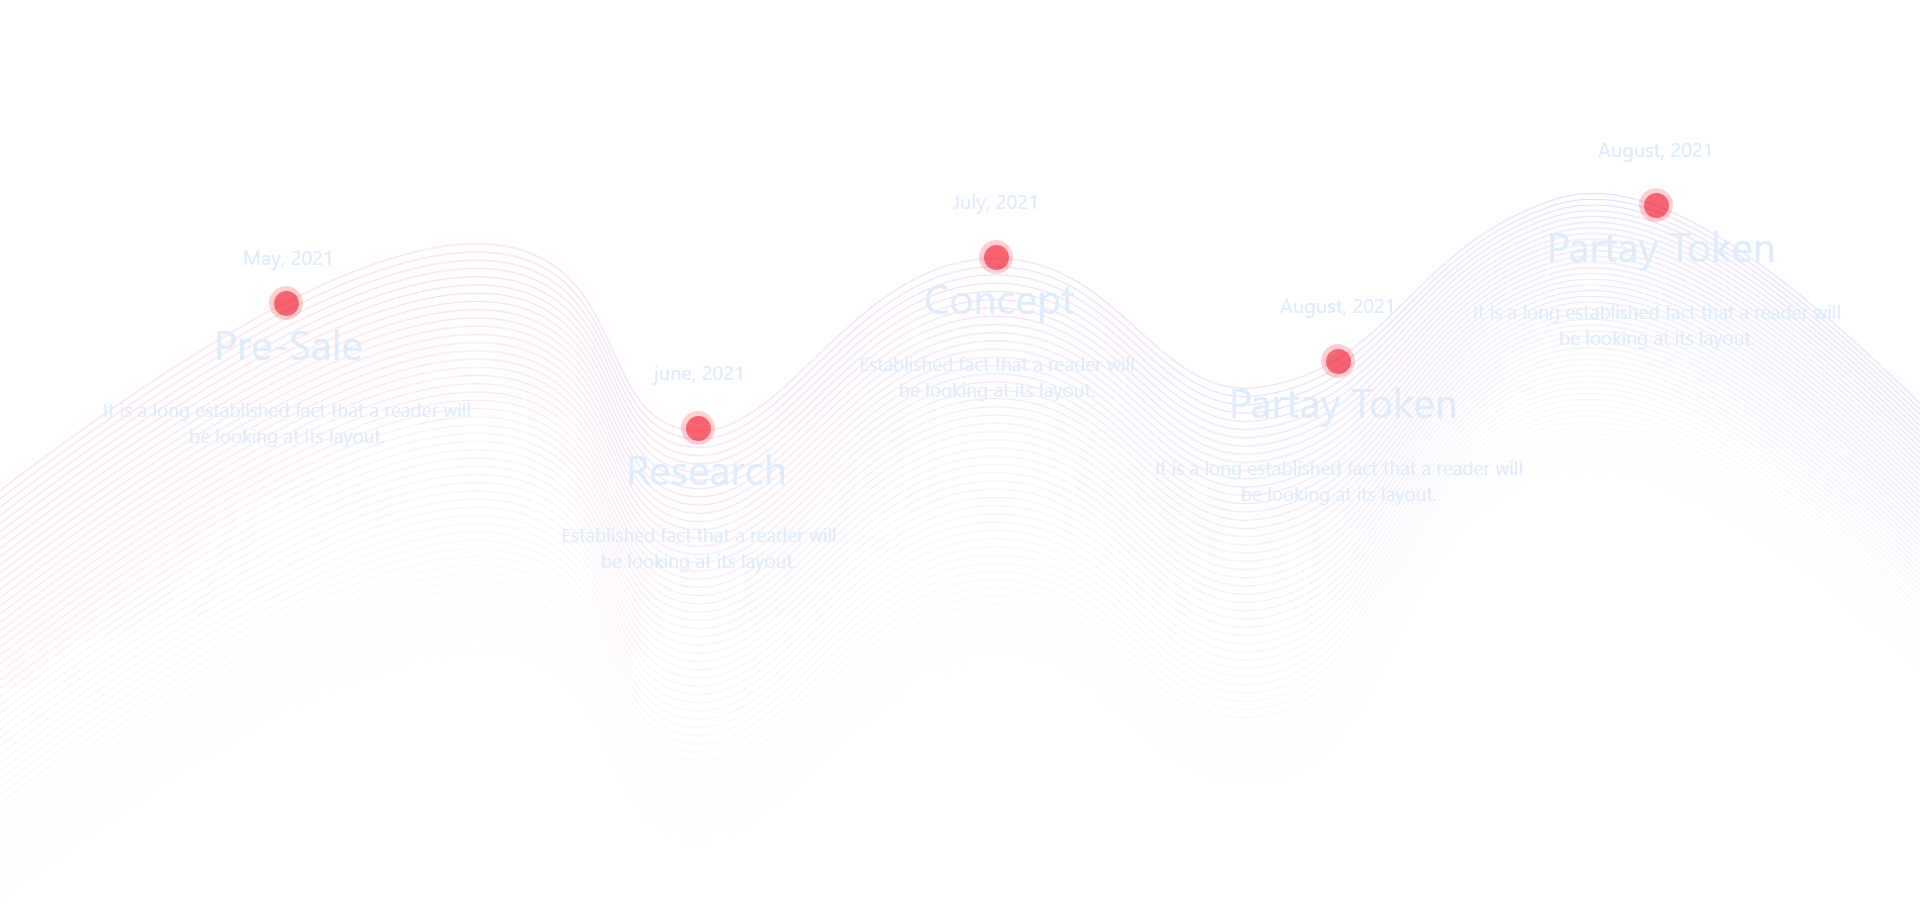 May, 2021
Pre-Sale
It is a long established fact that a reader will
be looking at its layout.
june, 2021
Research
Established fact that a reader will
be looking at its layout.
July, 2021
Concept
Established fact that a reader will
be looking at its layout.
August, 2021
Partay Token
It is a long established fact that a reader will
be looking at its layout.
August, 2021
Partay Token
It is a long established fact that a reader will
be looking at its layout.